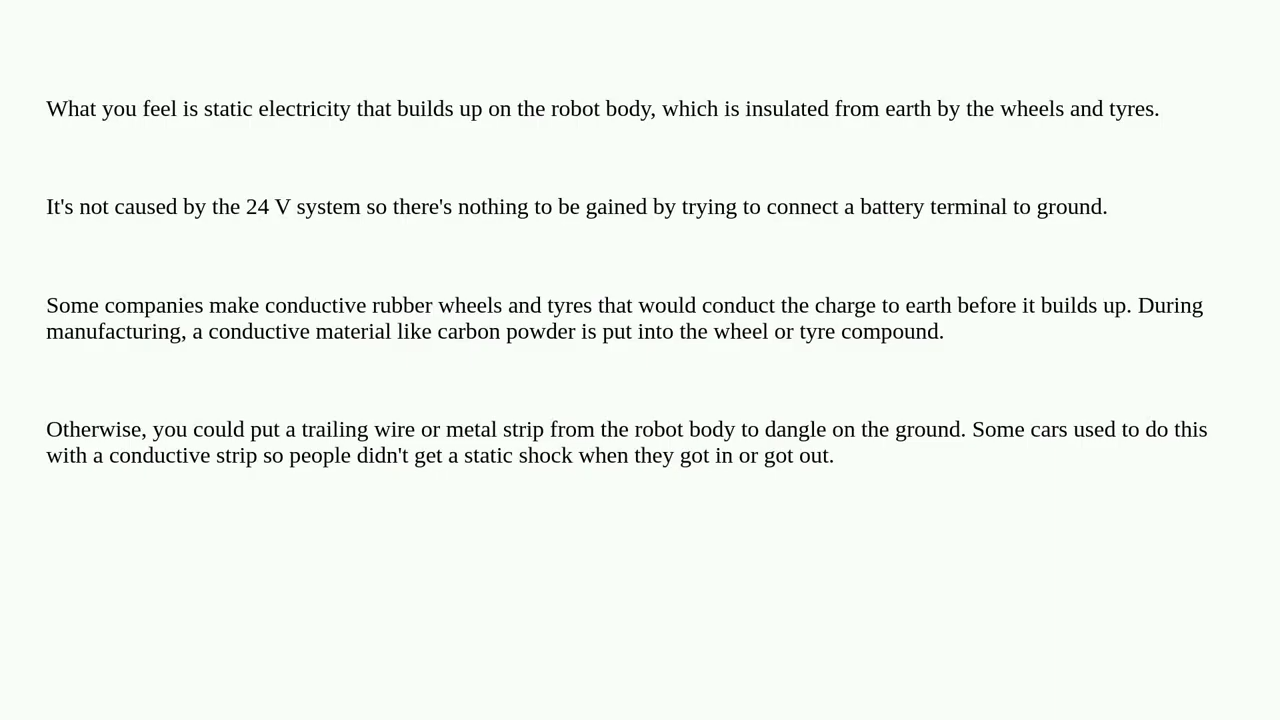 What you feel is static electricity that builds up on the robot body, which is insulated from earth by the wheels and tyres.
It's not caused by the 24 V system so there's nothing to be gained by trying to connect a battery terminal to ground.
Some companies make conductive rubber wheels and tyres that would conduct the charge to earth before it builds up. During
manufacturing, a conductive material like carbon powder is put into the wheel or tyre compound.
Otherwise, you could put a trailing wire or metal strip from the robot body to dangle on the ground. Some cars used to do this
with a conductive strip so people didn't get a static shock when they got in or got out.